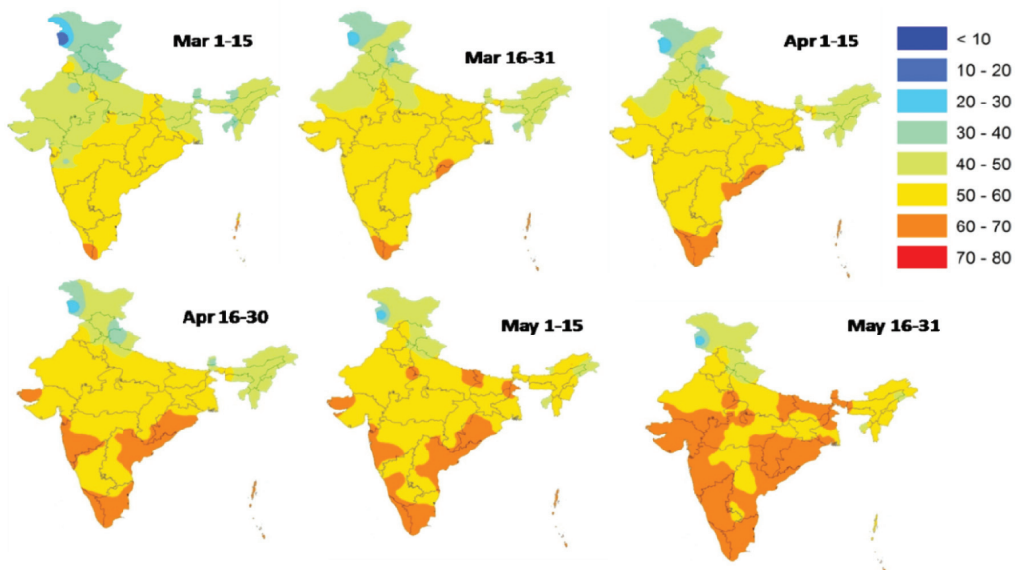 Mar 1-15
Mar 16-31
Apr 1-15
< 10
10 - 20
20 - 30
30 - 40
40 - 50
50 - 60
60 - 70
70 - 80
Apr 16-30
May 1-15
May 16-31